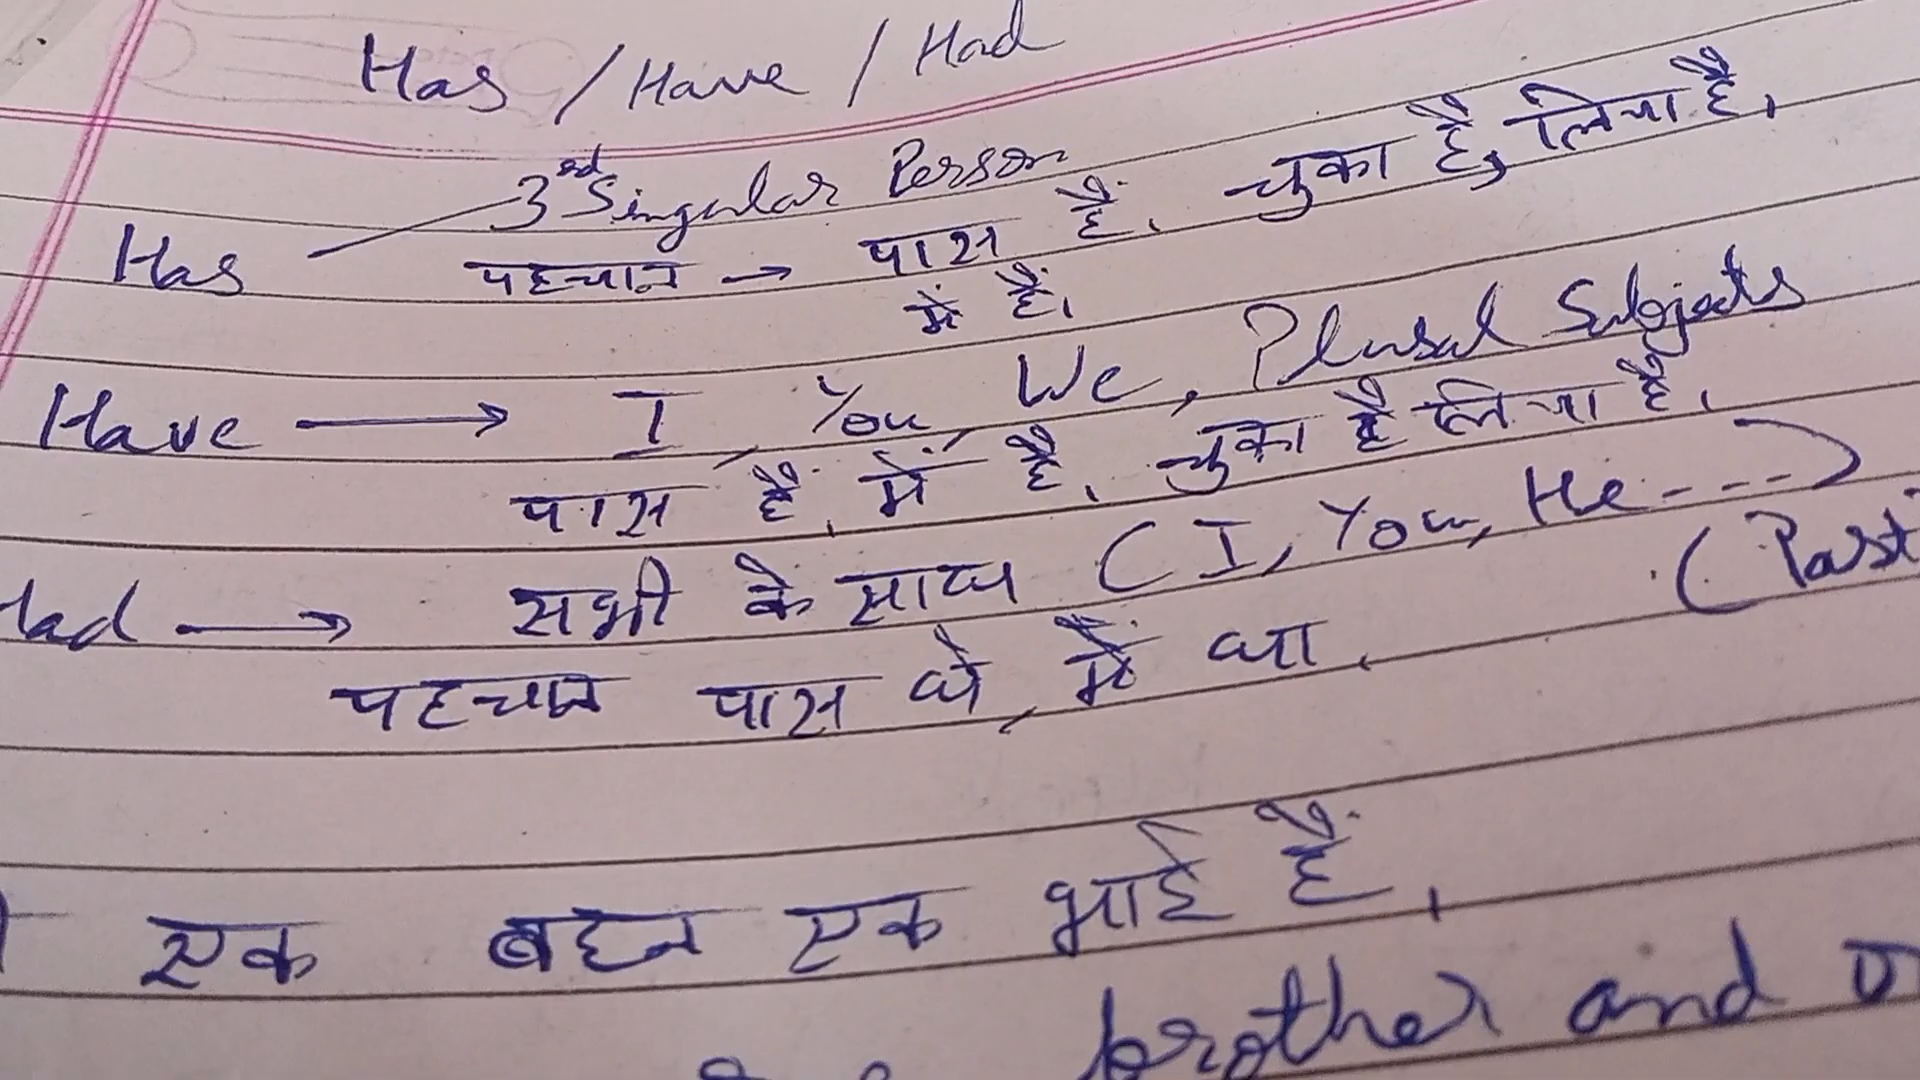 Has / Have / Had
Has 3rd Singular Person
पहचान → पास है, चुका है, लिया है,
में है,
Have → I, You, We, Plural Subjects
पास है, में है, चुका है लिया है,
Had → सभी के साथ (I, You, He ----)
(Past
पहचान पास थे, में था,
एक बहन एक भाई है,
brother and